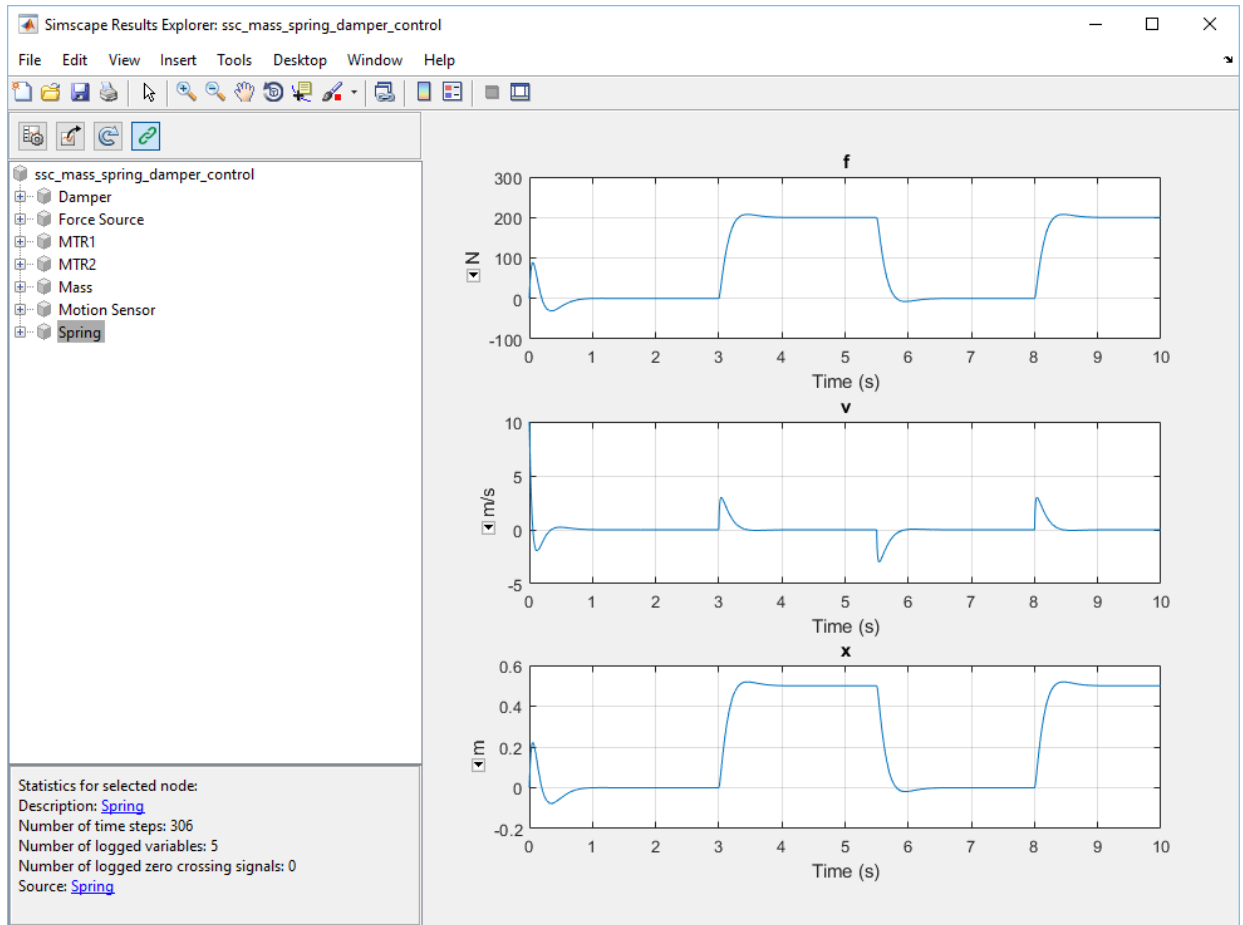 Simscape Results Explorer: ssc_mass_spring_damper_control
File Edit View Insert Tools Desktop Window Help
ssc_mass_spring_damper_control
Damper
Force Source
MTR1
MTR2
Mass
Motion Sensor
Spring
Statistics for selected node:
Description: Spring
Number of time steps: 306
Number of logged variables: 5
Number of logged zero crossing signals: 0
Source: Spring
f
300
200
100
0
-100
N
0 1 2 3 4 5 6 7 8 9 10
Time (s)
v
10
5
0
-5
m/s
0 1 2 3 4 5 6 7 8 9 10
Time (s)
x
0.6
0.4
0.2
0
-0.2
m
0 1 2 3 4 5 6 7 8 9 10
Time (s)